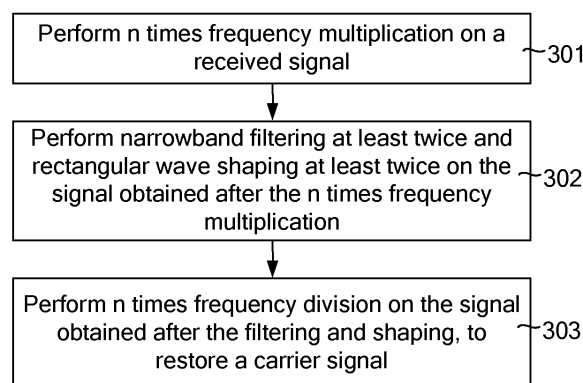 Perform n times frequency multiplication on a
received signal
301
Perform narrowband filtering at least twice and
rectangular wave shaping at least twice on the
signal obtained after the n times frequency
multiplication
302
Perform n times frequency division on the signal
obtained after the filtering and shaping, to
restore a carrier signal
303